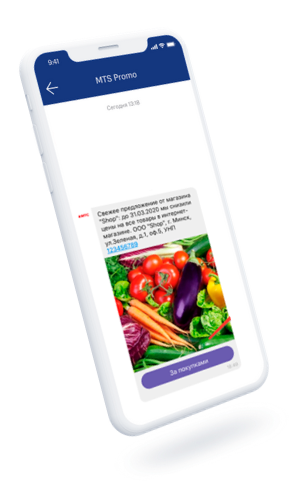 9:41
MTS Promo
Сегодня 13:16
Свежее предложение от магазина
"Shop": до 31.03.2020 мы снизили
цены на все товары в интернет-
магазине. ООО "Shop", г. Минск,
ул.Зеленая, д.1, оф.5, УНП
123456789
За покупками